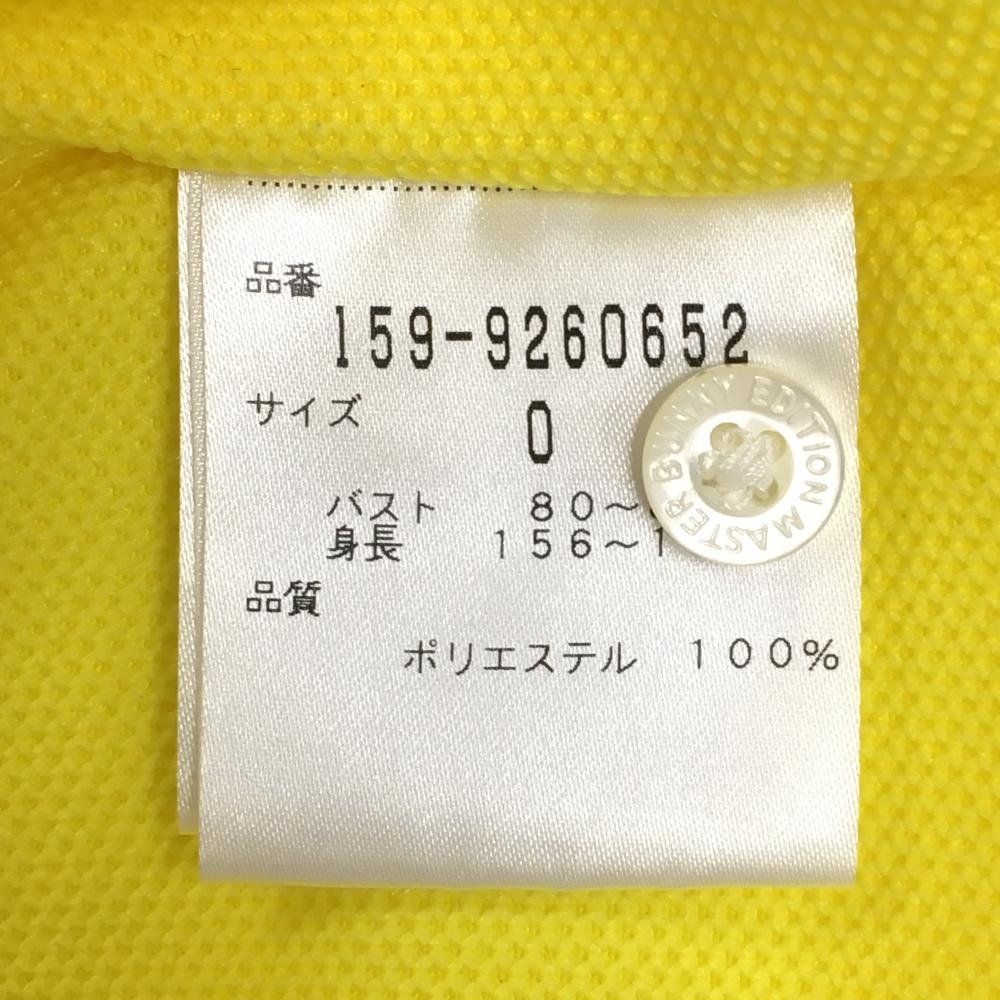 品番
159-9260652
サイズ 0
バスト 80~
身長 156~1
品質
ポリエステル 100%
MASTER BUNNY EDITION